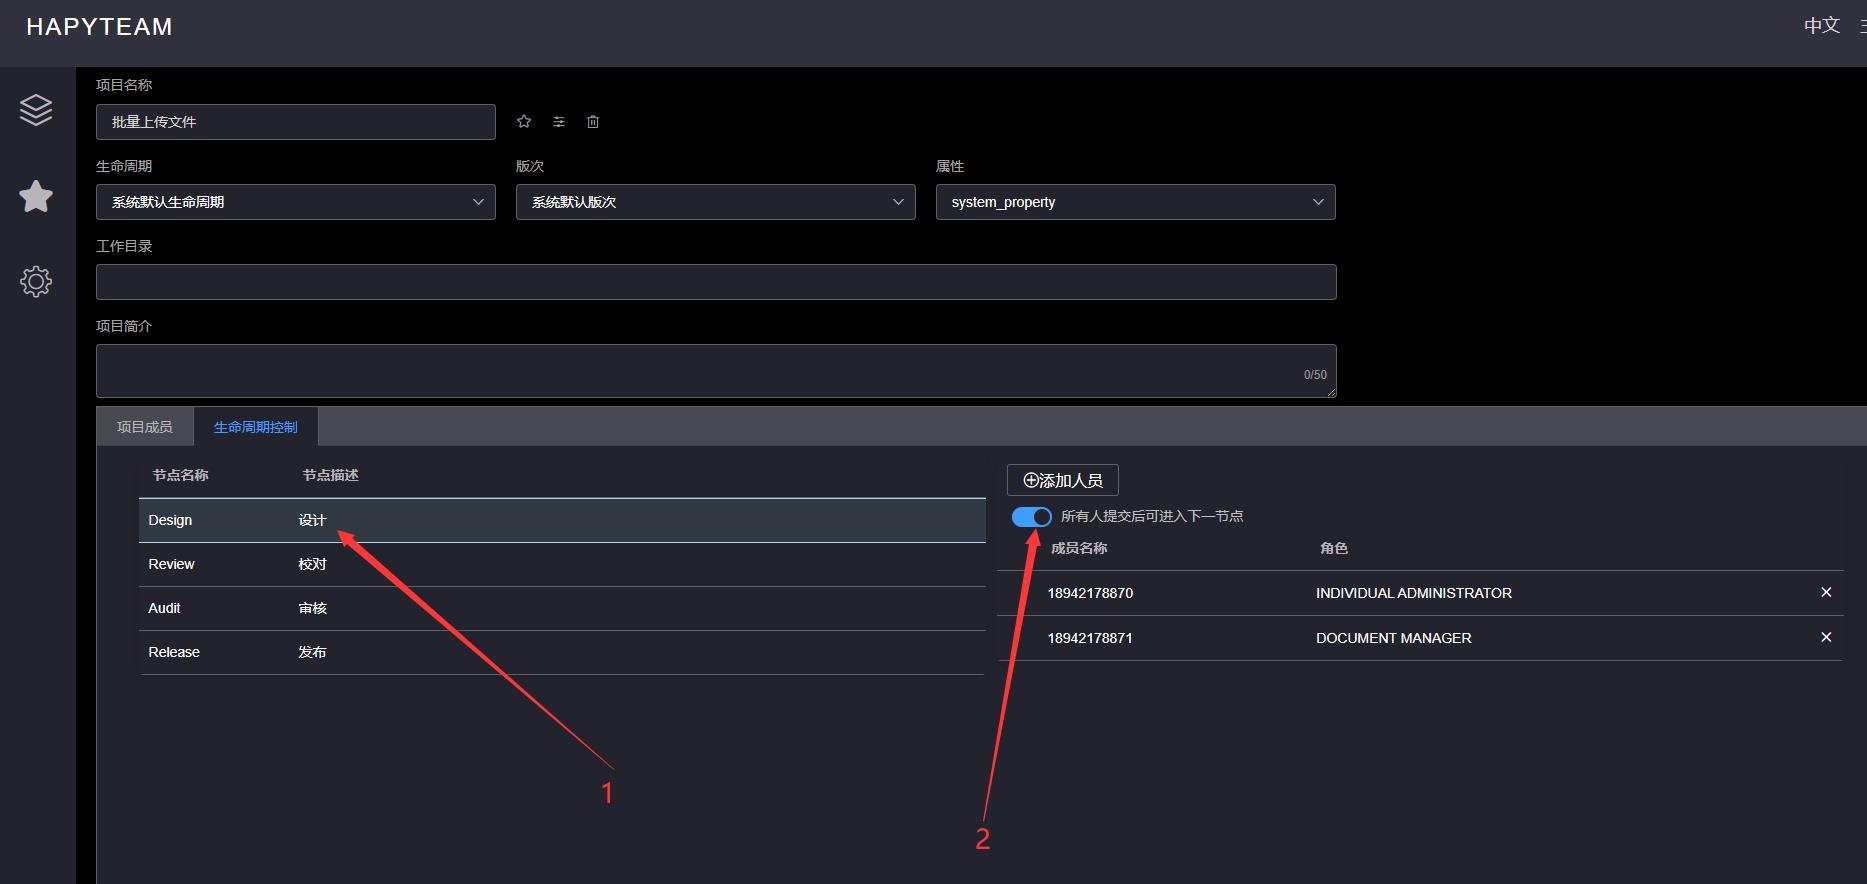 HAPYTEAM
中文
项目名称
批量上传文件
生命周期 版次 属性
系统默认生命周期 系统默认版次 system_property
工作目录
项目简介
0/50
项目成员 生命周期控制
节点名称 节点描述
Design 设计
Review 校对
Audit 审核
Release 发布
添加人员
所有人提交后可进入下一节点
成员名称 角色
18942178870 INDIVIDUAL ADMINISTRATOR
18942178871 DOCUMENT MANAGER
1
2